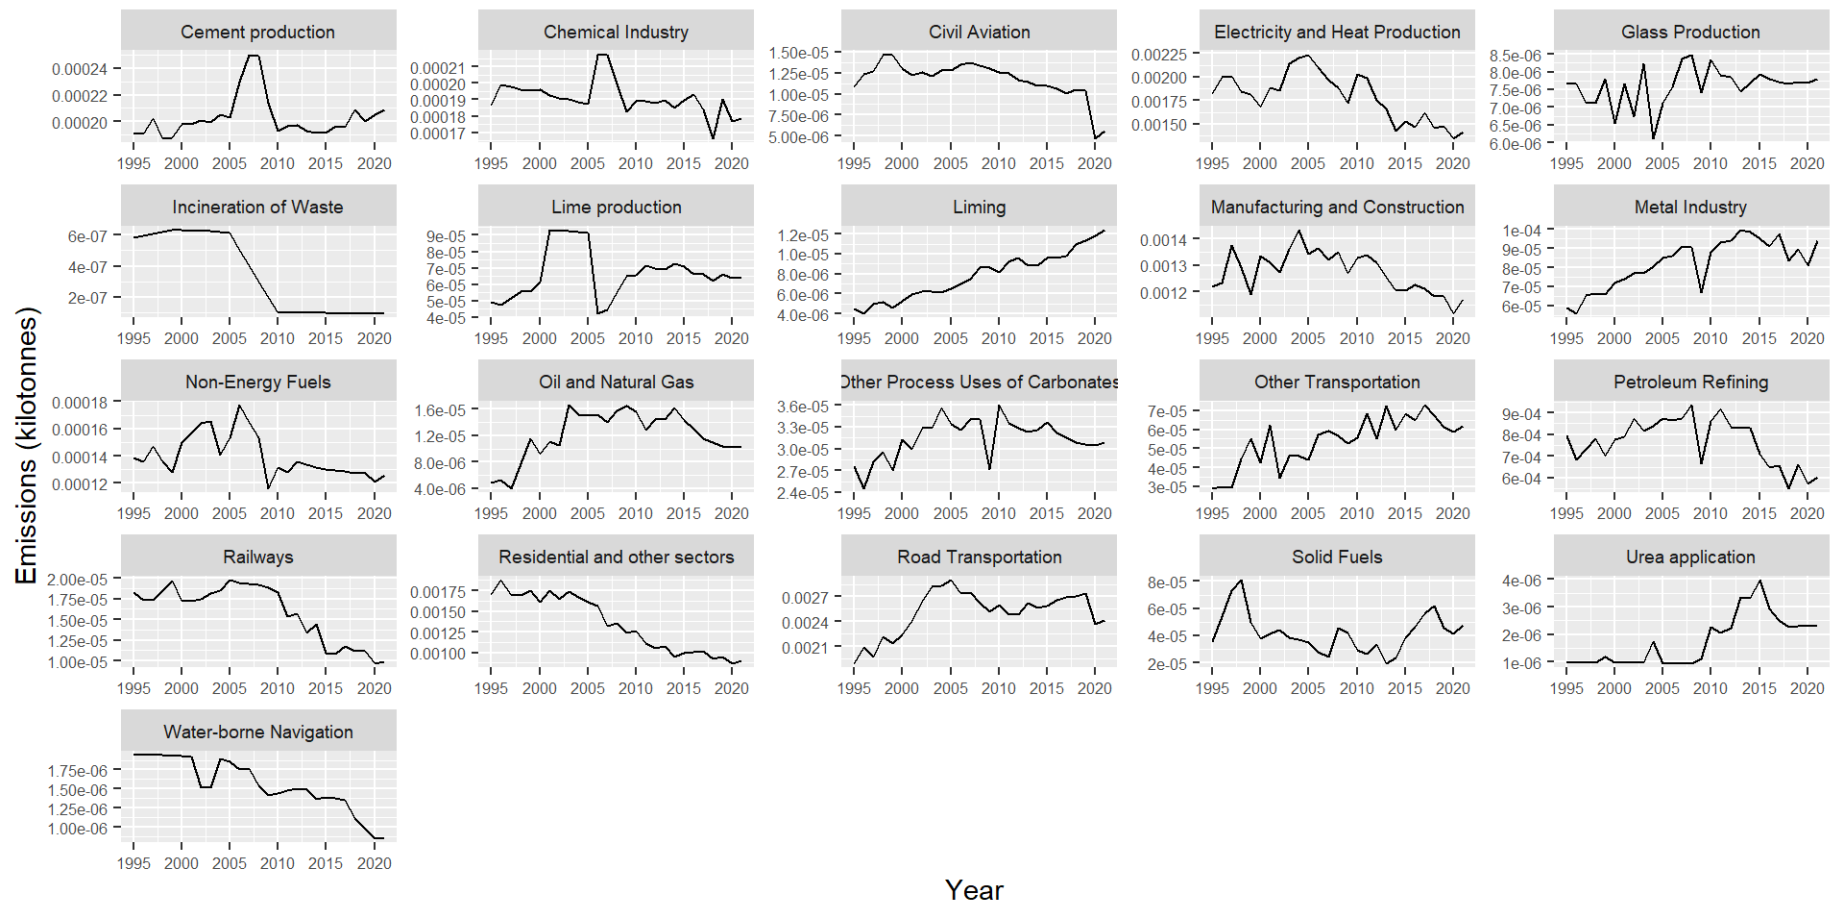 Cement production
Chemical Industry
Civil Aviation
Electricity and Heat Production
Glass Production
0.00024
0.00022
0.00020
0.00021
0.00019
0.00018
0.00017
1.50e-05
1.25e-05
1.00e-05
7.50e-06
5.00e-06
0.00225
0.00200
0.00175
0.00150
8.5e-06
8.0e-06
7.5e-06
7.0e-06
6.5e-06
6.0e-06
1995 2000 2005 2010 2015 2020
1995 2000 2005 2010 2015 2020
1995 2000 2005 2010 2015 2020
1995 2000 2005 2010 2015 2020
1995 2000 2005 2010 2015 2020
Incineration of Waste
Lime production
Liming
Manufacturing and Construction
Metal Industry
6e-07
4e-07
2e-07
9e-05
8e-05
7e-05
6e-05
5e-05
4e-05
1.2e-05
1.0e-05
8.0e-06
6.0e-06
4.0e-06
0.0014
0.0013
0.0012
1e-04
9e-05
8e-05
7e-05
6e-05
1995 2000 2005 2010 2015 2020
1995 2000 2005 2010 2015 2020
1995 2000 2005 2010 2015 2020
1995 2000 2005 2010 2015 2020
1995 2000 2005 2010 2015 2020
Emissions (kilotonnes)
Non-Energy Fuels
Oil and Natural Gas
Other Process Uses of Carbonates
Other Transportation
Petroleum Refining
0.00018
0.00016
0.00014
0.00012
1.6e-05
1.2e-05
8.0e-06
4.0e-06
3.6e-05
3.3e-05
3.0e-05
2.7e-05
2.4e-05
7e-05
6e-05
5e-05
4e-05
3e-05
9e-04
8e-04
7e-04
6e-04
1995 2000 2005 2010 2015 2020
1995 2000 2005 2010 2015 2020
1995 2000 2005 2010 2015 2020
1995 2000 2005 2010 2015 2020
1995 2000 2005 2010 2015 2020
Railways
Residential and other sectors
Road Transportation
Solid Fuels
Urea application
2.00e-05
1.75e-05
1.50e-05
1.25e-05
1.00e-05
0.00175
0.00150
0.00125
0.00100
0.0027
0.0024
0.0021
8e-05
6e-05
4e-05
2e-05
4e-06
3e-06
2e-06
1e-06
1995 2000 2005 2010 2015 2020
1995 2000 2005 2010 2015 2020
1995 2000 2005 2010 2015 2020
1995 2000 2005 2010 2015 2020
1995 2000 2005 2010 2015 2020
Water-borne Navigation
1.75e-06
1.50e-06
1.25e-06
1.00e-06
1995 2000 2005 2010 2015 2020
Year